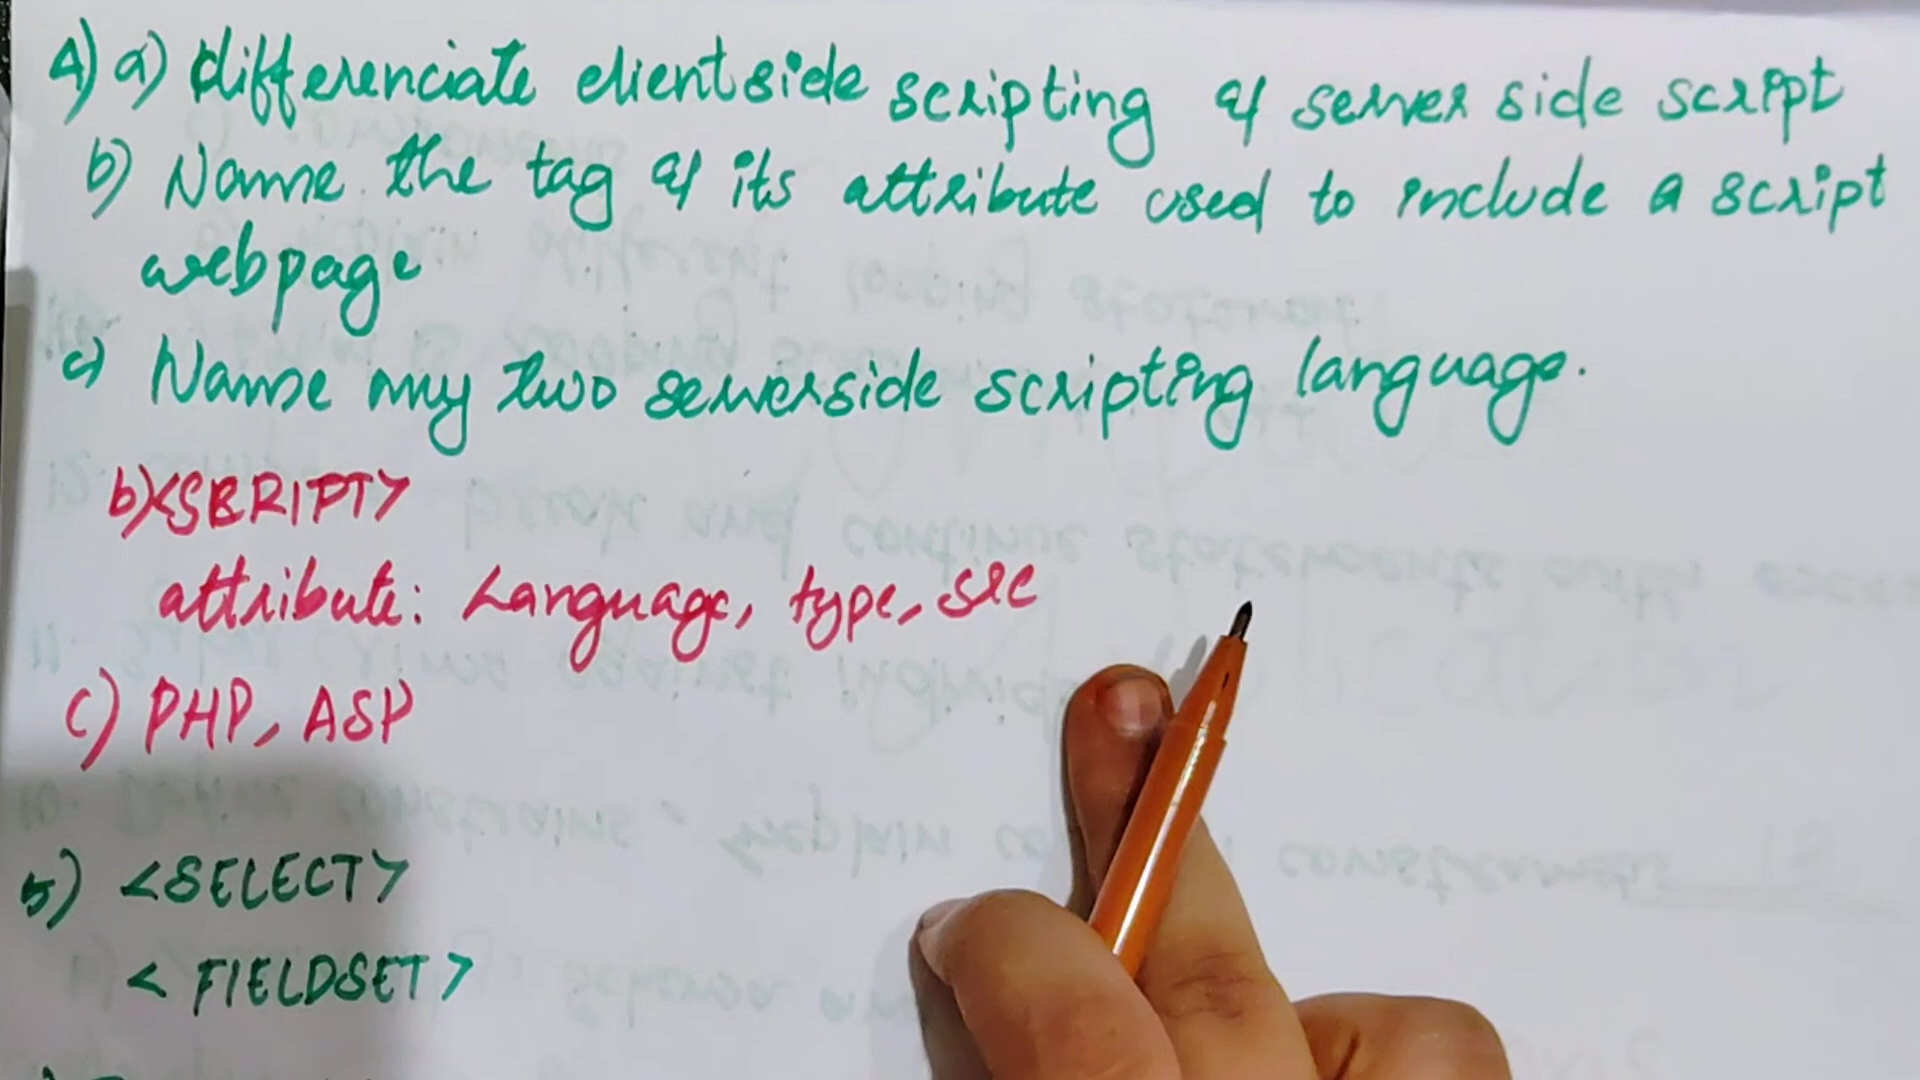 4) a) differenciate clientside scripting & server side script
b) Name the tag & its attribute used to include a script
webpage
c) Name any two serverside scripting language.
b) <SCRIPT>
attribute: Language, type, src
c) PHP, ASP
5) <SELECT>
< FIELDSET >